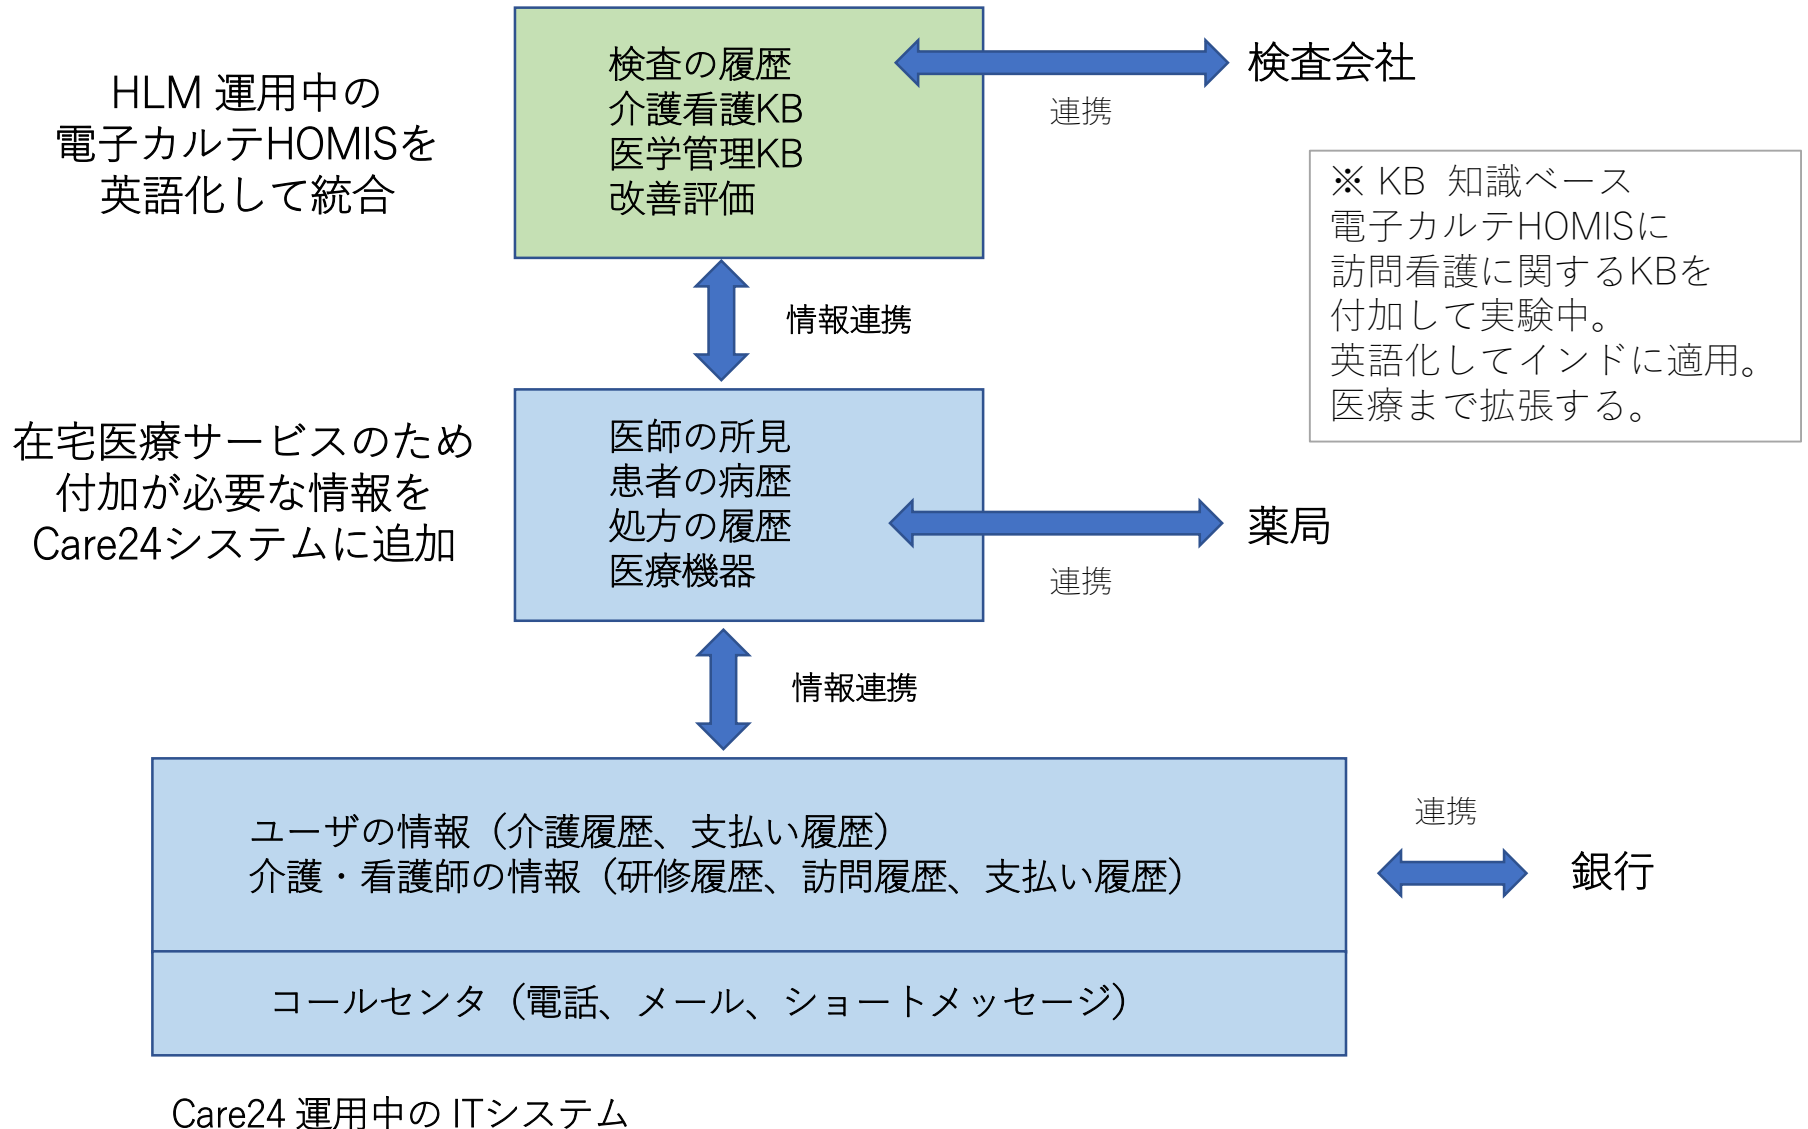 HLM 運用中の
電子カルテHOMISを
英語化して統合
検査の履歴
介護看護KB
医学管理KB
改善評価
検査会社
連携
※ KB 知識ベース
電子カルテHOMISに
訪問看護に関するKBを
付加して実験中。
英語化してインドに適用。
医療まで拡張する。
情報連携
在宅医療サービスのため
付加が必要な情報を
Care24システムに追加
医師の所見
患者の病歴
処方の履歴
医療機器
薬局
連携
情報連携
ユーザの情報（介護履歴、支払い履歴）
介護・看護師の情報（研修履歴、訪問履歴、支払い履歴）
連携
銀行
コールセンタ（電話、メール、ショートメッセージ）
Care24 運用中の ITシステム